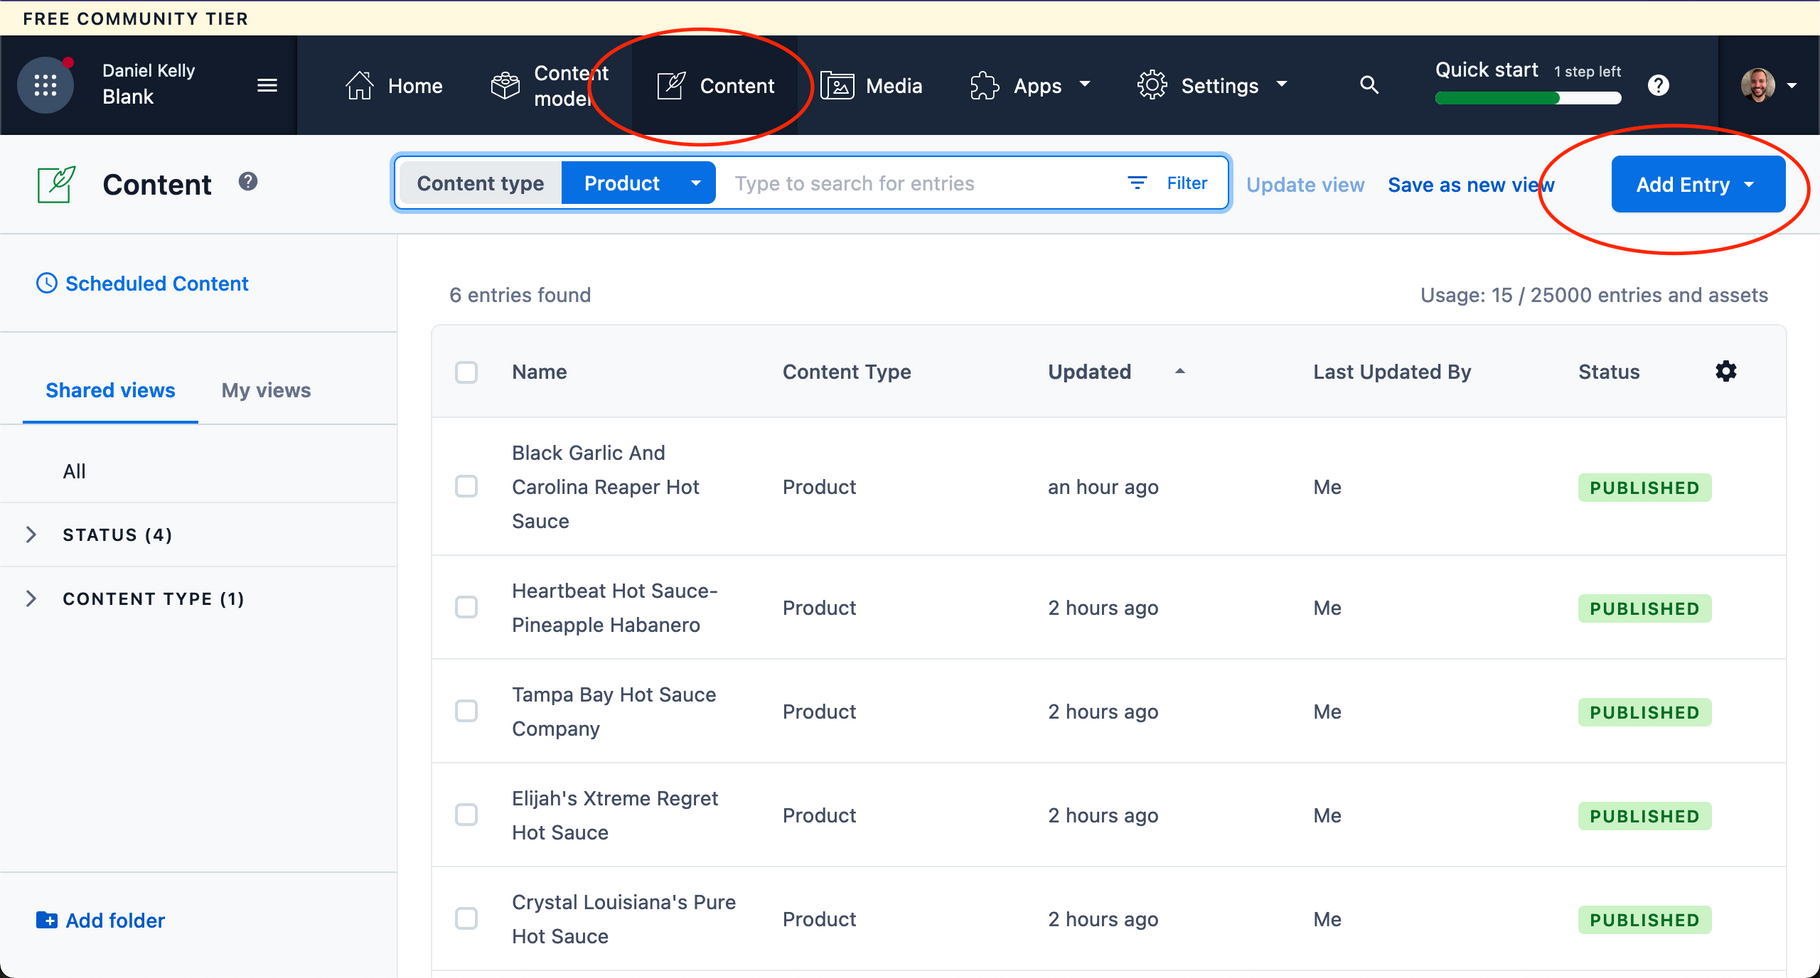 FREE COMMUNITY TIER
Daniel Kelly
Blank
Home
Content
model
Content
Media
Apps
Settings
Quick start 1 step left
Content
Content type Product Type to search for entries Filter
Update view
Save as new view
Add Entry
Scheduled Content
Shared views
My views
All
STATUS (4)
CONTENT TYPE (1)
Add folder
6 entries found
Usage: 15 / 25000 entries and assets
Name Content Type Updated Last Updated By Status
Black Garlic And
Carolina Reaper Hot
Sauce
Product an hour ago Me PUBLISHED
Heartbeat Hot Sauce-
Pineapple Habanero
Product 2 hours ago Me PUBLISHED
Tampa Bay Hot Sauce
Company
Product 2 hours ago Me PUBLISHED
Elijah's Xtreme Regret
Hot Sauce
Product 2 hours ago Me PUBLISHED
Crystal Louisiana's Pure
Hot Sauce
Product 2 hours ago Me PUBLISHED